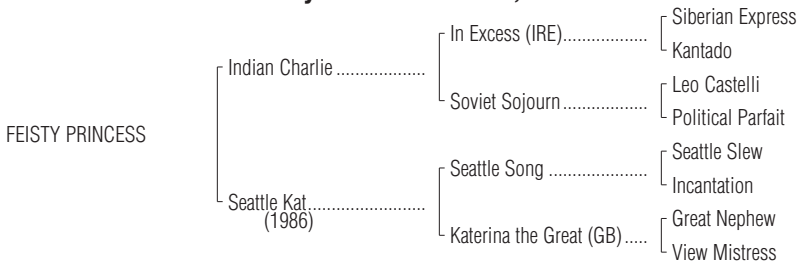 Siberian Express
In Excess (IRE)..................
Kantado
Indian Charlie ...................
Leo Castelli
Soviet Sojourn..................
Political Parfait
FEISTY PRINCESS
Seattle Slew
Seattle Song .....................
Incantation
Seattle Kat.........................
(1986)
Great Nephew
Katerina the Great (GB).....
View Mistress